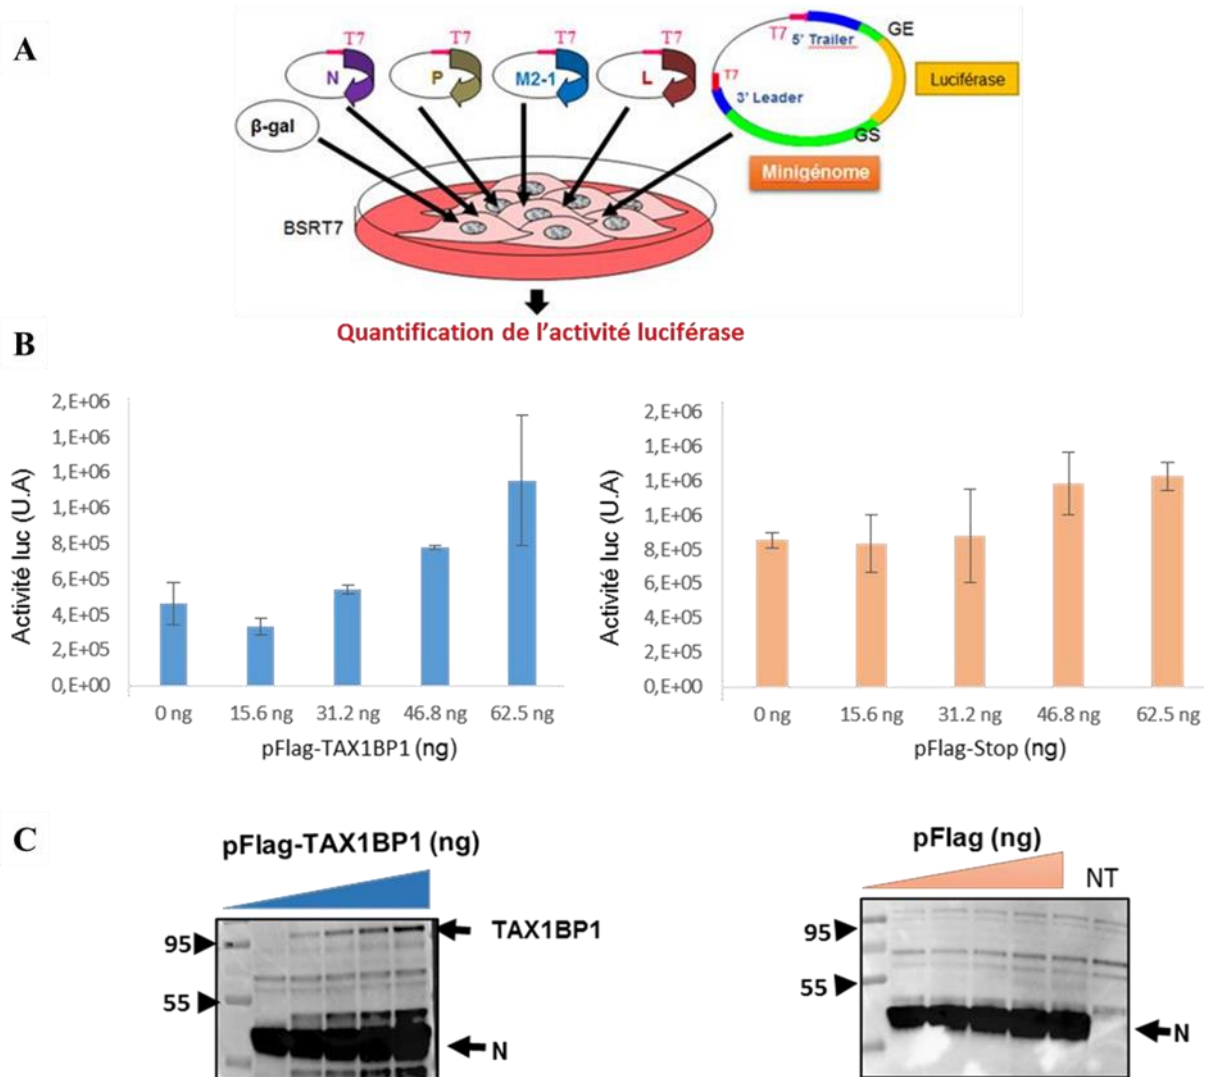 A
T7 T7 T7 T7
N P M2-1 L
β-gal
T7 5' Trailer GE
T7
3' Leader
Luciférase
GS
Minigénome
BSRT7
Quantification de l'activité luciférase
B
Activité luc (U.A)
2,E+06
1,E+06
1,E+06
1,E+06
8,E+05
6,E+05
4,E+05
2,E+05
0,E+00
0 ng 15.6 ng 31.2 ng 46.8 ng 62.5 ng
pFlag-TAX1BP1 (ng)
Activité luc (U.A)
2,E+06
1,E+06
1,E+06
1,E+06
8,E+05
6,E+05
4,E+05
2,E+05
0,E+00
0 ng 15.6 ng 31.2 ng 46.8 ng 62.5 ng
pFlag-Stop (ng)
C
pFlag-TAX1BP1 (ng)
95
55
TAX1BP1
N
pFlag (ng)
NT
95
55
N